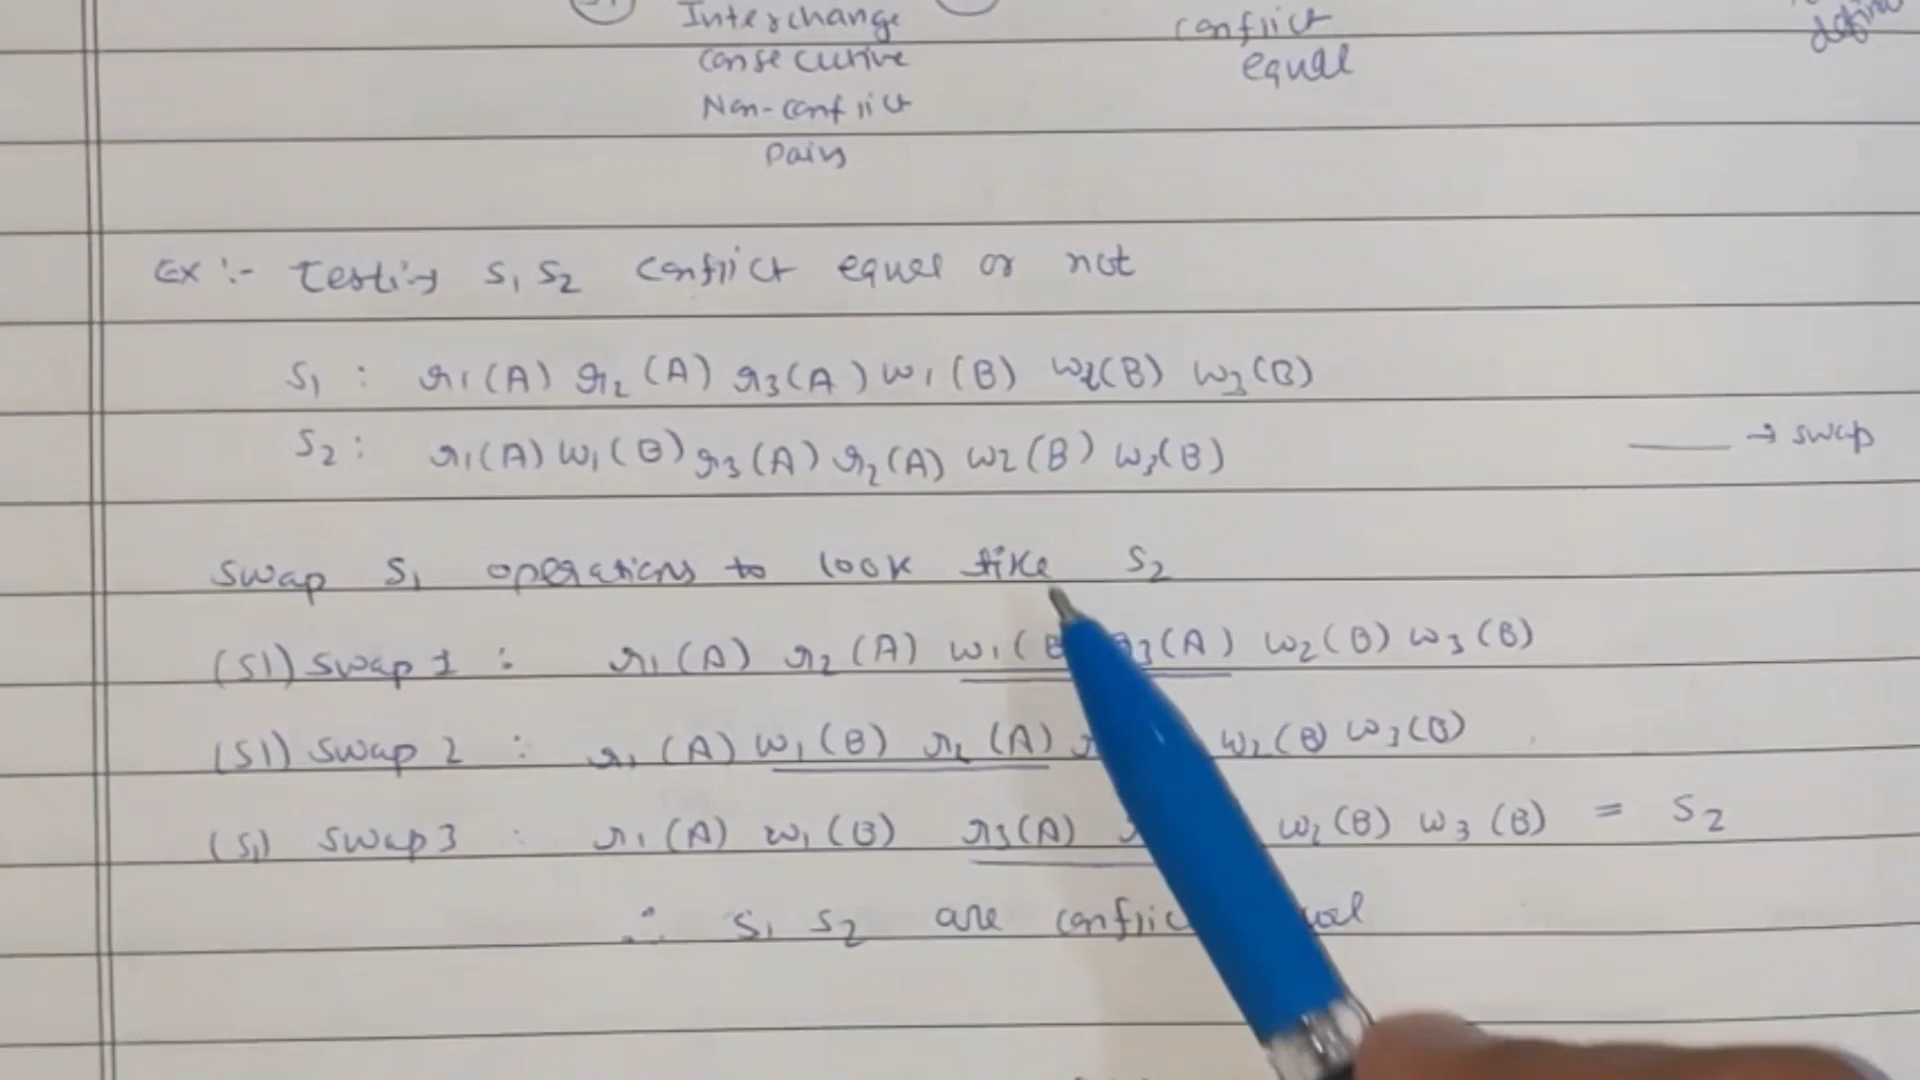 Interchange
consecutive
Non-conflict
pairs
conflict
equal
Ex :- Testing S1 S2 conflict equal or not
S1 : r1(A) r2(A) r3(A) w1(B) w2(B) w3(B)
S2 : r1(A) w1(B) r3(A) r2(A) w2(B) w3(B)
→ swap
swap S1 operations to look like S2
(S1) swap 1 : r1(A) r2(A) w1(B 3(A) w2(B) w3(B)
(S1) swap 2 : r1(A) w1(B) r2(A) w2(B) w3(B)
(S1) swap 3 : r1(A) w1(B) r3(A) w2(B) w3(B) = S2
∴ S1 S2 are